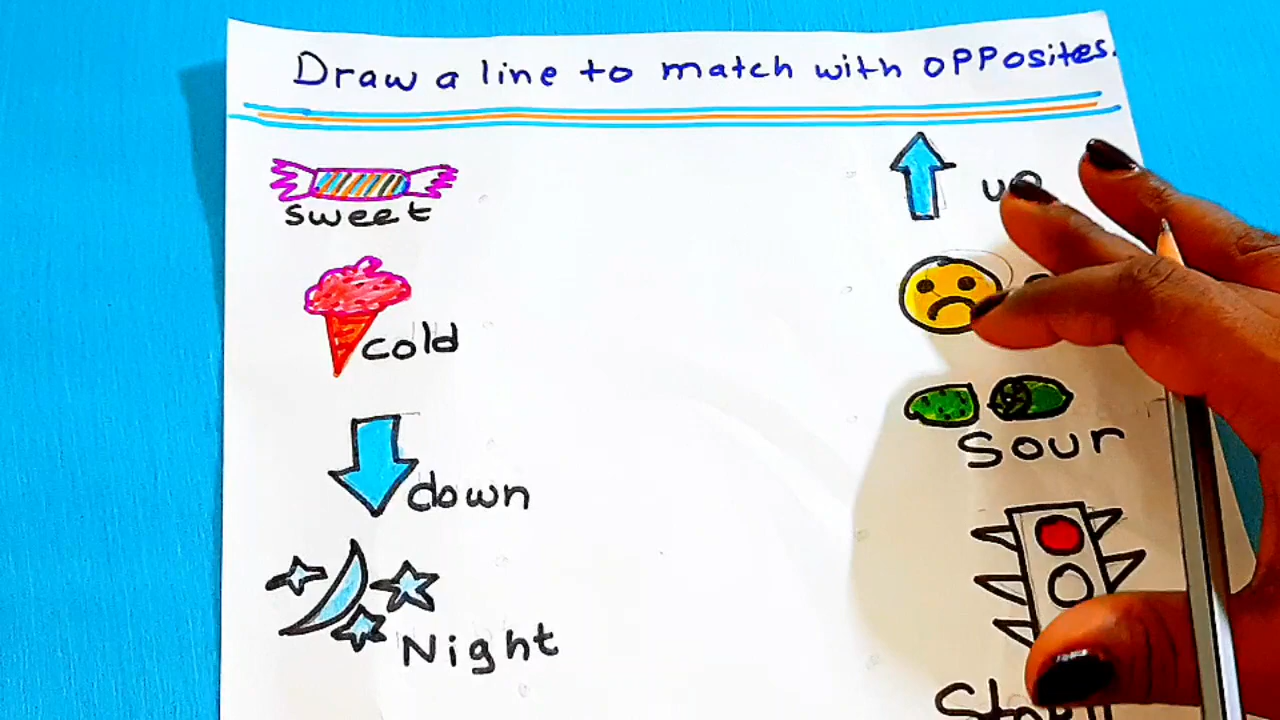 Draw a line to match with opposites.
sweet
up
cold
down
Sour
Night